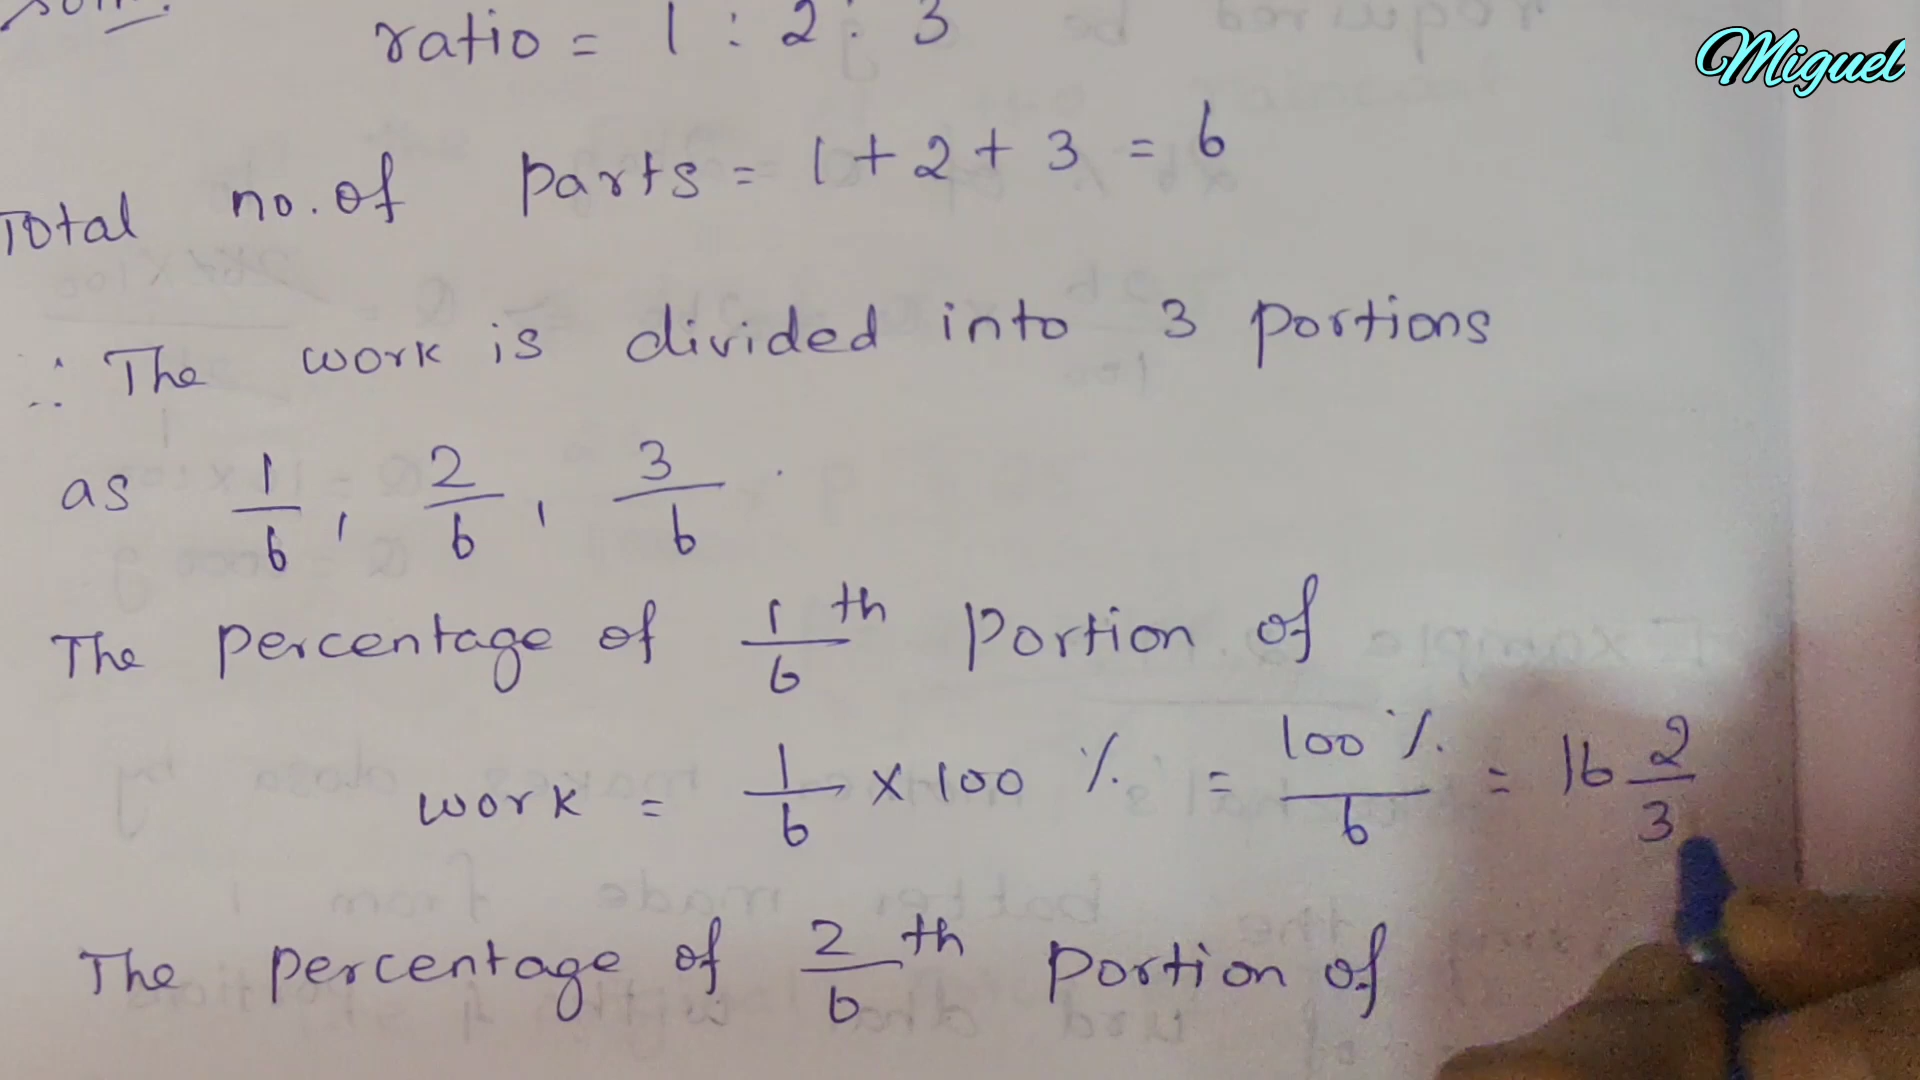 Soln:
ratio = 1 : 2 : 3
Miguel
Total no. of parts = 1 + 2 + 3 = 6
∴ The work is divided into 3 portions
as 1/6, 2/6, 3/6.
The percentage of 1/6 th portion of
work = 1/6 × 100 % = 100 %/6 = 16 2/3
The percentage of 2/6 th portion of